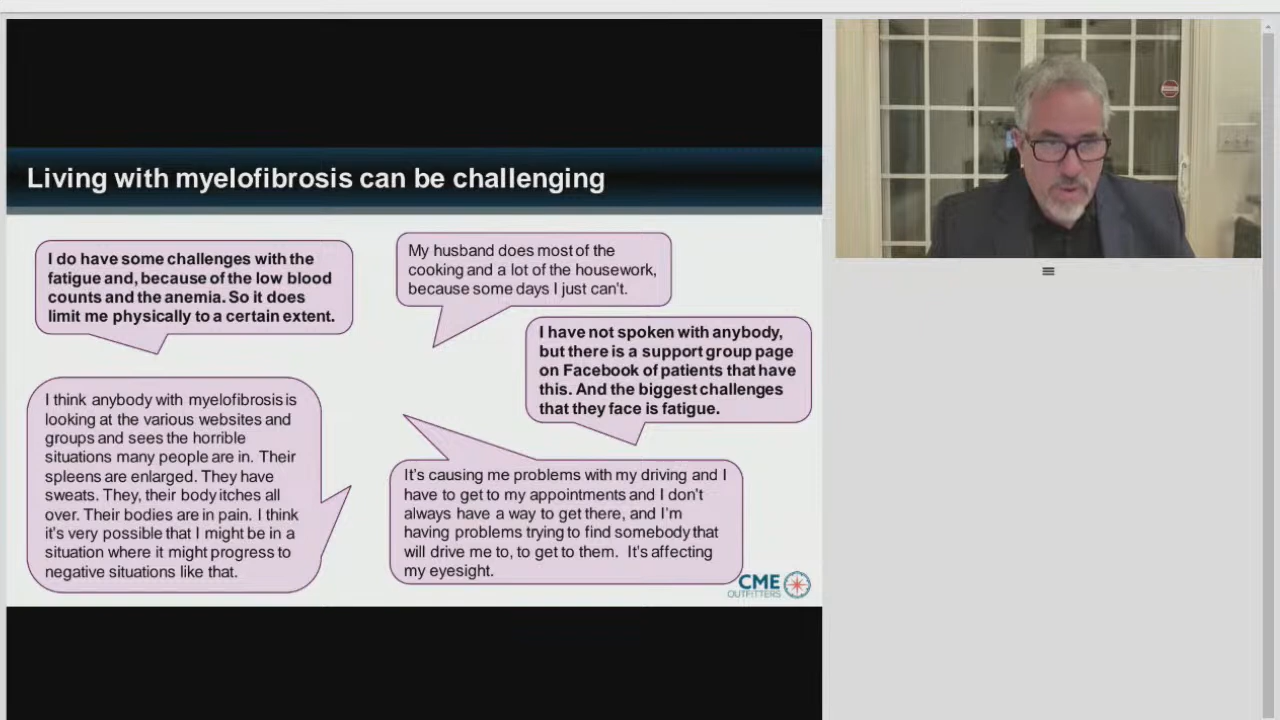 Living with myelofibrosis can be challenging
I do have some challenges with the
fatigue and, because of the low blood
counts and the anemia. So it does
limit me physically to a certain extent.
My husband does most of the
cooking and a lot of the housework,
because some days I just can't.
I have not spoken with anybody,
but there is a support group page
on Facebook of patients that have
this. And the biggest challenges
that they face is fatigue.
I think anybody with myelofibrosis is
looking at the various websites and
groups and sees the horrible
situations many people are in. Their
spleens are enlarged. They have
sweats. They, their body itches all
over. Their bodies are in pain. I think
it's very possible that I might be in a
situation where it might progress to
negative situations like that.
It's causing me problems with my driving and I
have to get to my appointments and I don't
always have a way to get there, and I'm
having problems trying to find somebody that
will drive me to, to get to them. It's affecting
my eyesight.
CME
OUTFITTERS